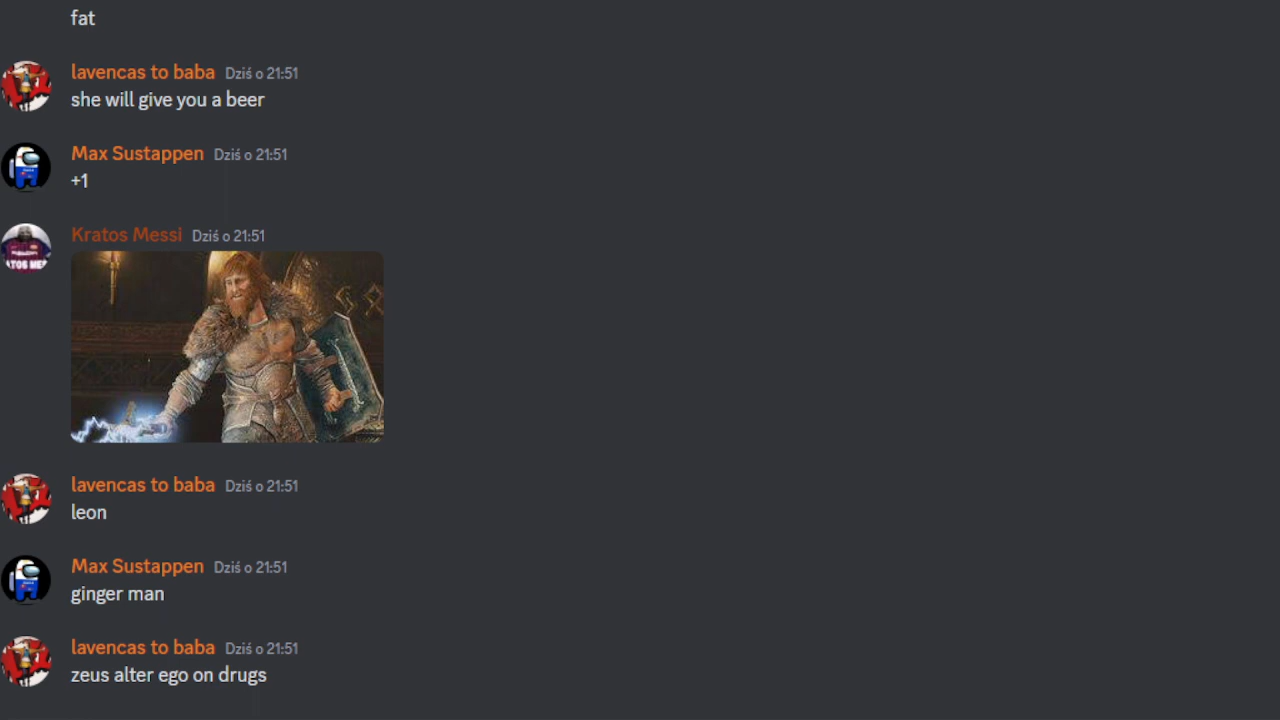 fat
lavencas to baba Dziś o 21:51
she will give you a beer
Max Sustappen Dziś o 21:51
+1
Kratos Messi Dziś o 21:51
lavencas to baba Dziś o 21:51
leon
Max Sustappen Dziś o 21:51
ginger man
lavencas to baba Dziś o 21:51
zeus alter ego on drugs